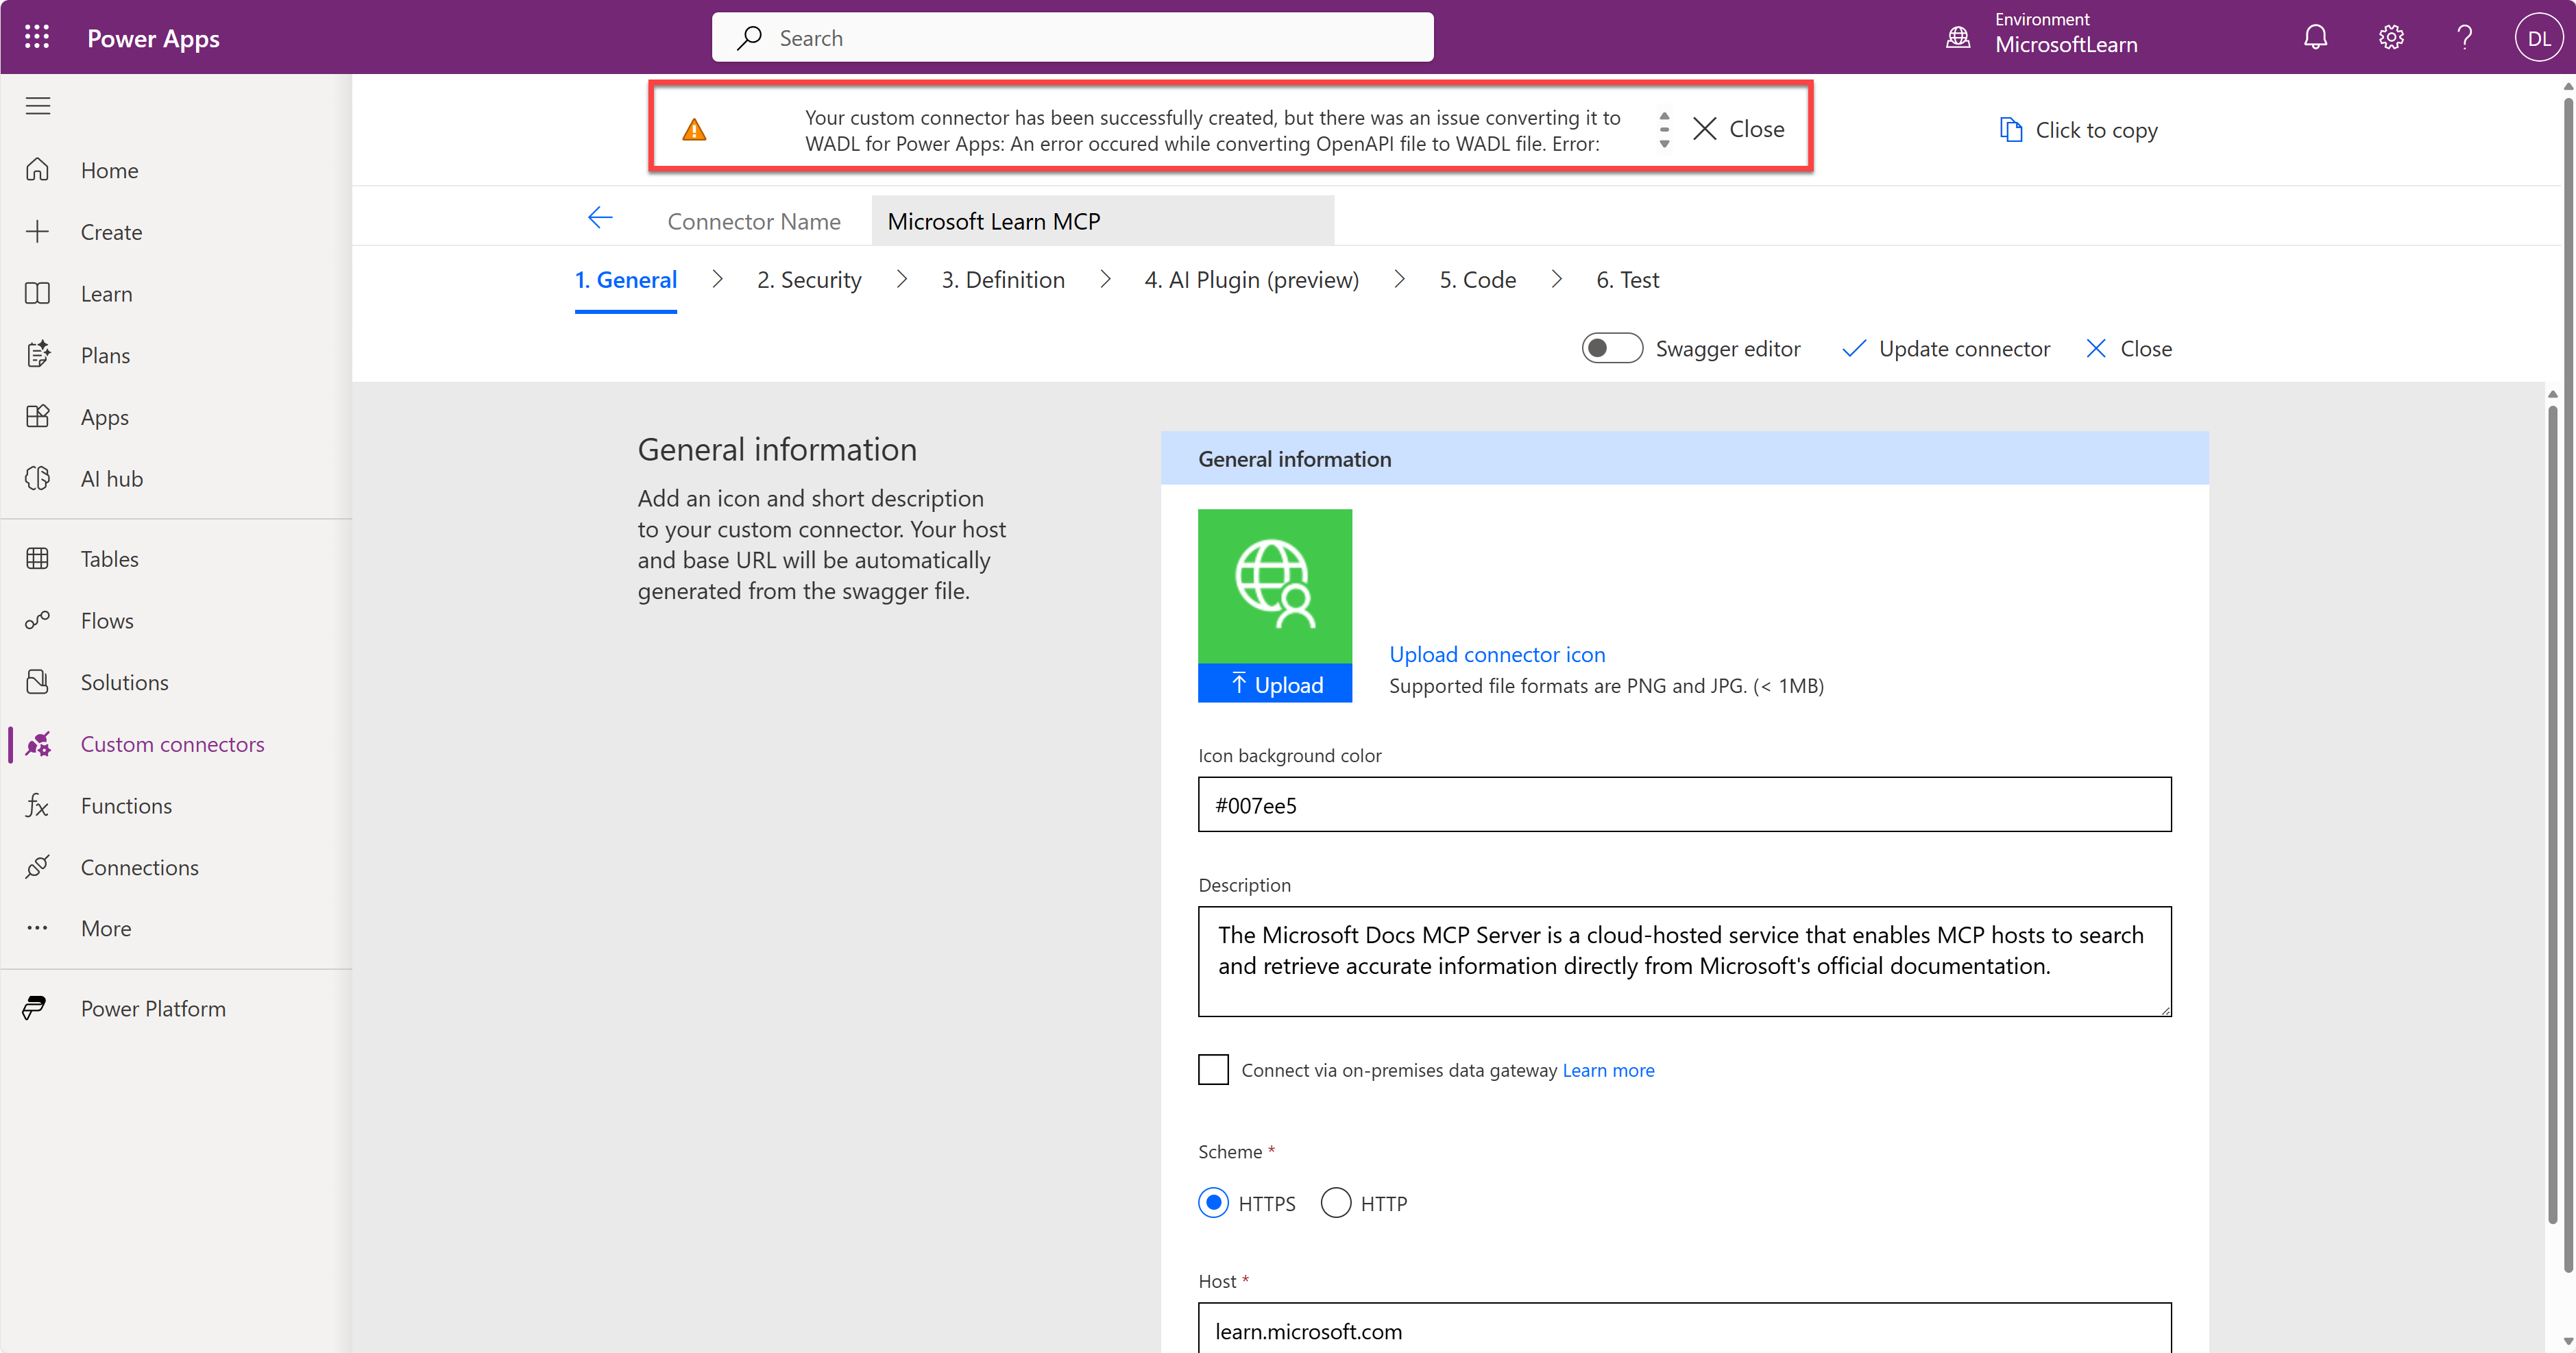 Power Apps
Search
Environment
MicrosoftLearn
DL
Your custom connector has been successfully created, but there was an issue converting it to
WADL for Power Apps: An error occured while converting OpenAPI file to WADL file. Error:
Close
Click to copy
Home
Create
Learn
Plans
Apps
AI hub
Tables
Flows
Solutions
Custom connectors
Functions
Connections
More
Power Platform
Connector Name
Microsoft Learn MCP
1. General
2. Security
3. Definition
4. AI Plugin (preview)
5. Code
6. Test
Swagger editor
Update connector
Close
General information
Add an icon and short description
to your custom connector. Your host
and base URL will be automatically
generated from the swagger file.
General information
Upload
Upload connector icon
Supported file formats are PNG and JPG. (< 1MB)
Icon background color
#007ee5
Description
The Microsoft Docs MCP Server is a cloud-hosted service that enables MCP hosts to search
and retrieve accurate information directly from Microsoft's official documentation.
Connect via on-premises data gateway Learn more
Scheme *
HTTPS
HTTP
Host *
learn.microsoft.com